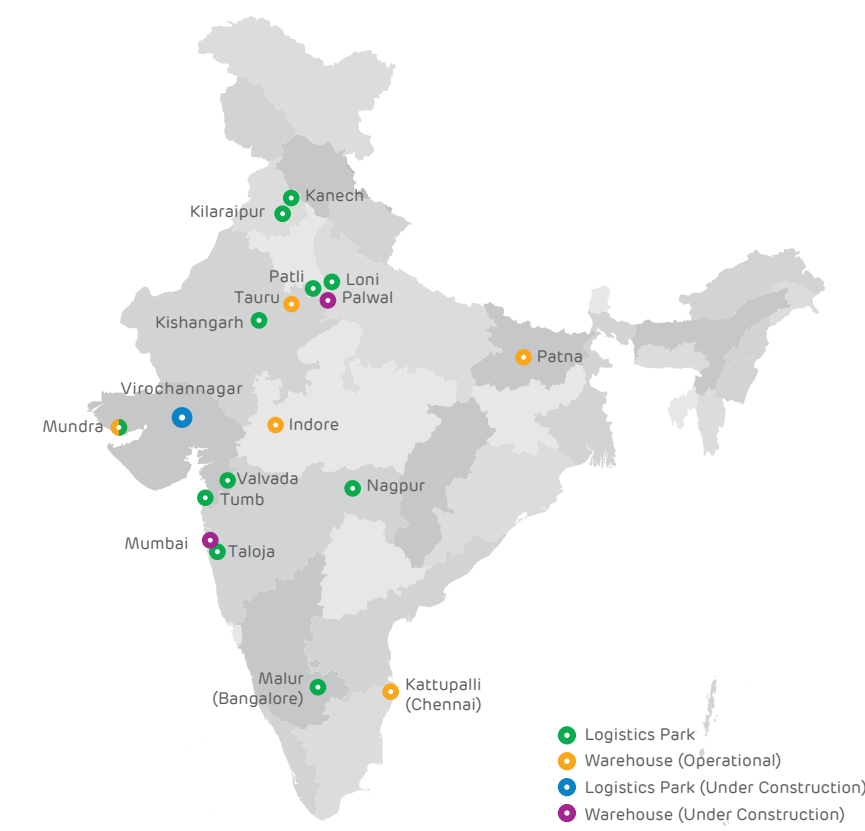 Kanech
Kilaraipur
Patli
Loni
Tauru
Palwal
Kishangarh
Patna
Virochannagar
Mundra
Indore
Valvada
Nagpur
Tumb
Mumbai
Taloja
Malur
(Bangalore)
Kattupalli
(Chennai)
Logistics Park
Warehouse (Operational)
Logistics Park (Under Construction)
Warehouse (Under Construction)